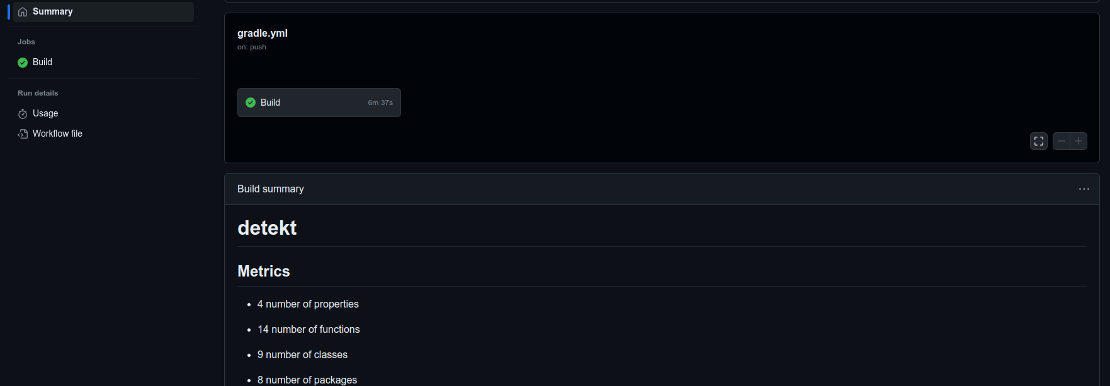 Summary
Jobs
Build
Run details
Usage
Workflow file
gradle.yml
on: push
Build 6m 37s
Build summary
detekt
Metrics
4 number of properties
14 number of functions
9 number of classes
8 number of packages